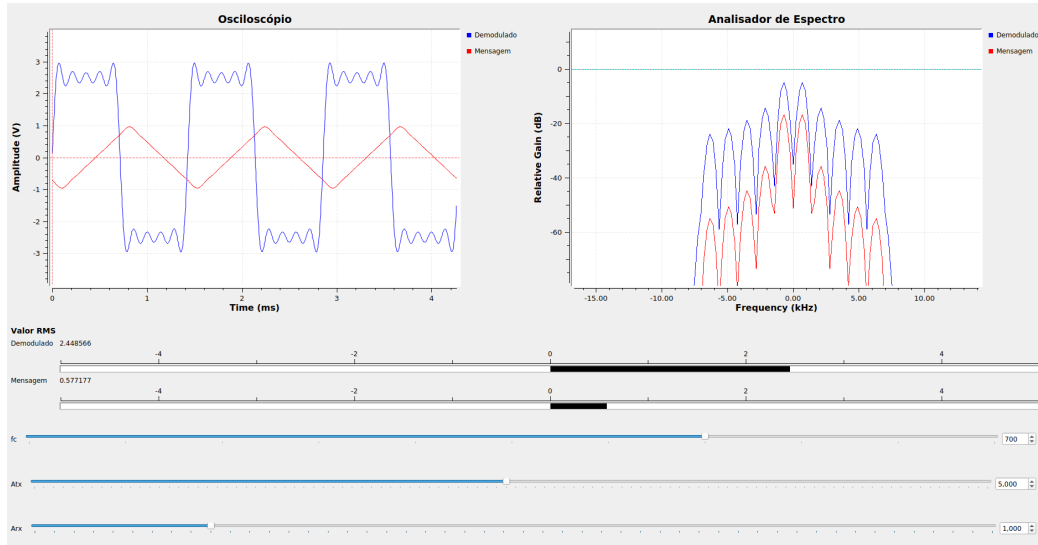 Osciloscópio
Demodulado
Mensagem
Amplitude (V)
3
2
1
0
-1
-2
-3
0 1 2 3 4
Time (ms)
Analisador de Espectro
Demodulado
Mensagem
Relative Gain (dB)
0
-20
-40
-60
-15.00 -10.00 -5.00 0.00 5.00 10.00
Frequency (kHz)
Valor RMS
Demodulado 2.448566
-4 -2 0 2 4
Mensagem 0.577177
-4 -2 0 2 4
fc 700
Atx 5,000
Arx 1,000